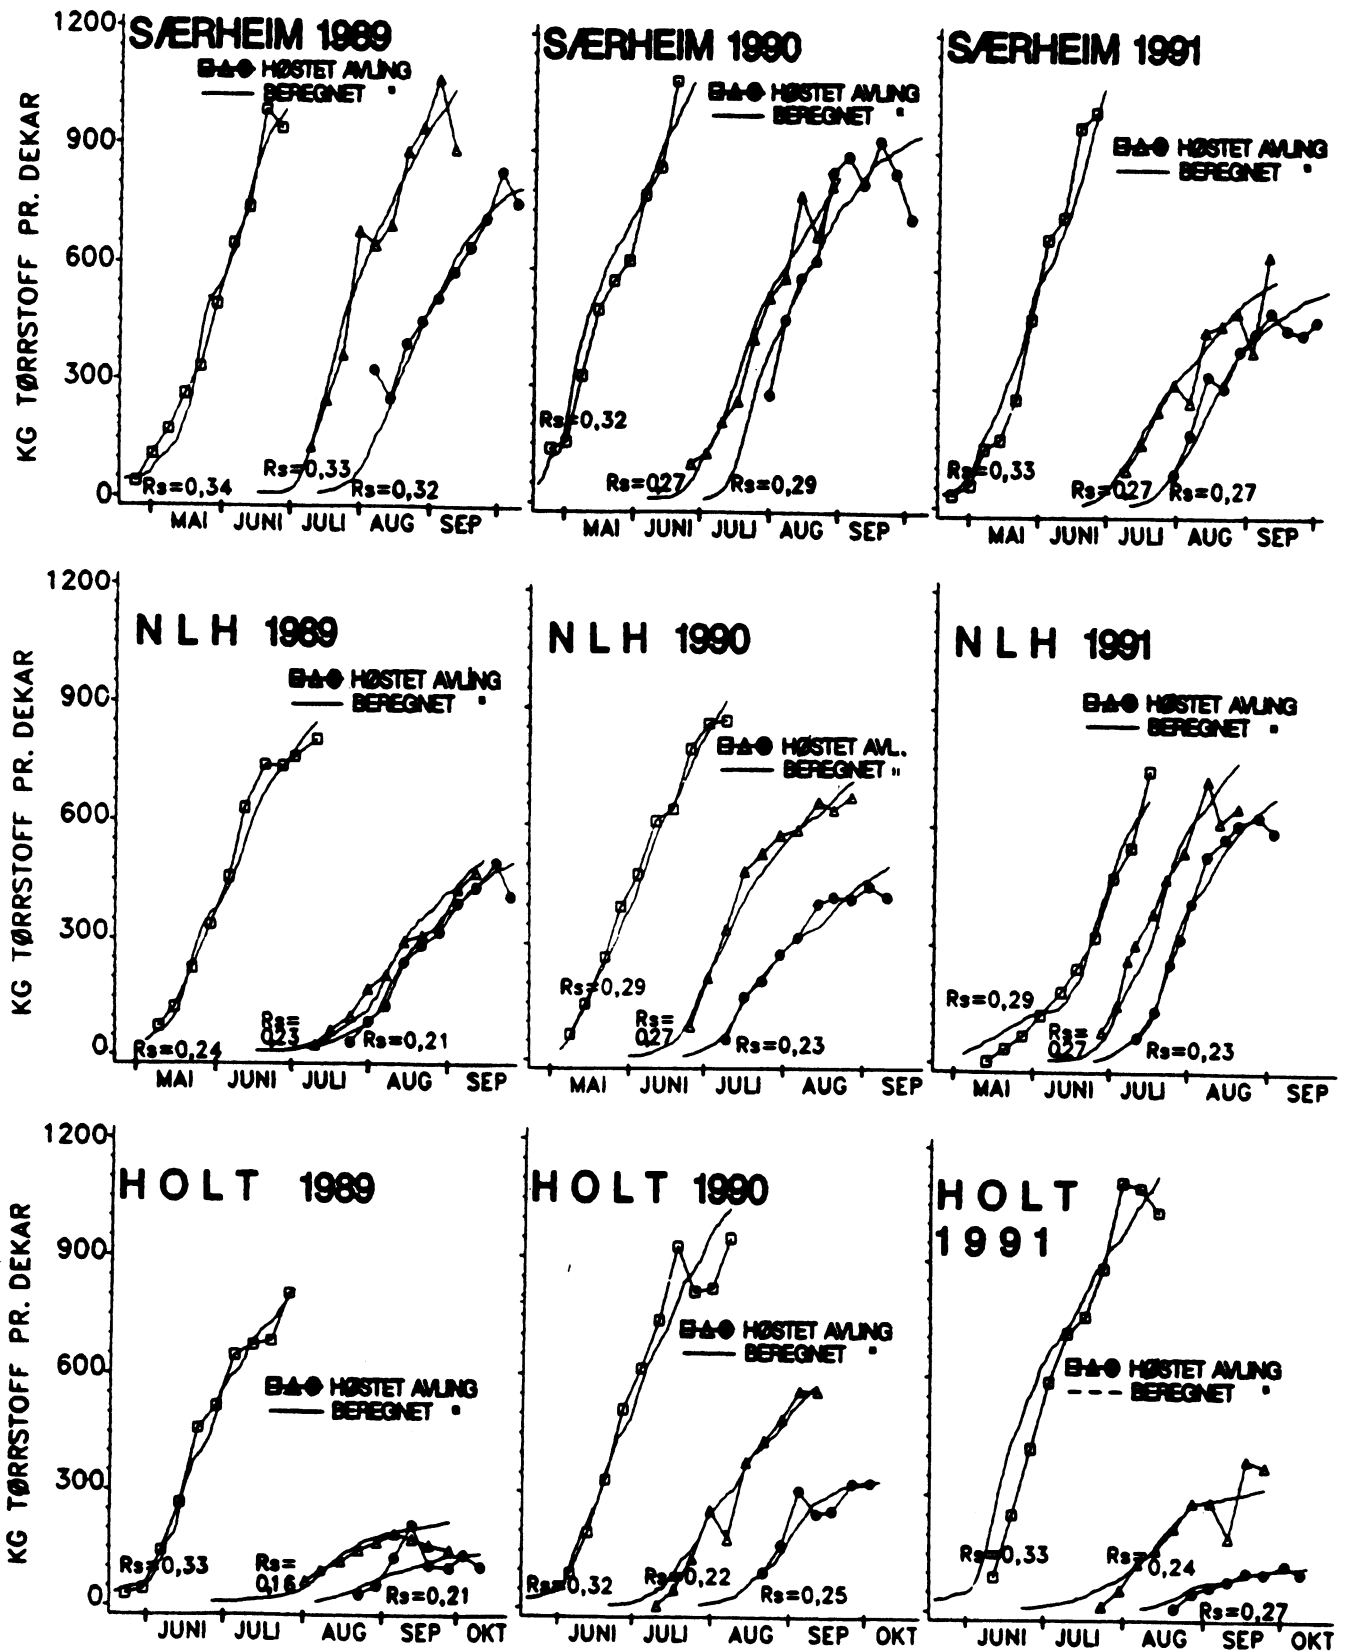 SÆRHEIM 1989
HØSTET AVLING
BEREGNET "
SÆRHEIM 1990
HØSTET AVLING
BEREGNET "
SÆRHEIM 1991
HØSTET AVLING
BEREGNET "
KG TØRRSTOFF PR. DEKAR
1200
900
600
300
0
Rs=0,34
Rs=0,33
Rs=0,32
Rs=0,32
Rs=0,27
Rs=0,29
Rs=0,33
Rs=0,27
Rs=0,27
MAI JUNI JULI AUG SEP
MAI JUNI JULI AUG SEP
MAI JUNI JULI AUG SEP
NLH 1989
HØSTET AVLING
BEREGNET "
NLH 1990
HØSTET AVL.
BEREGNET "
NLH 1991
HØSTET AVLING
BEREGNET "
KG TØRRSTOFF PR. DEKAR
1200
900
600
300
0
Rs=0,24
Rs=
0,23
Rs=0,21
Rs=0,29
Rs=
0,27
Rs=0,23
Rs=0,29
Rs=
0,27
Rs=0,23
MAI JUNI JULI AUG SEP
MAI JUNI JULI AUG SEP
MAI JUNI JULI AUG SEP
HOLT 1989
HØSTET AVLING
BEREGNET "
HOLT 1990
HØSTET AVLING
BEREGNET "
HOLT
1991
HØSTET AVLING
BEREGNET "
KG TØRRSTOFF PR. DEKAR
1200
900
600
300
0
Rs=0,33
Rs=
0,16
Rs=0,21
Rs=0,32
Rs=0,22
Rs=0,25
Rs=0,33
Rs=
0,24
Rs=0,27
JUNI JULI AUG SEP OKT
JUNI JULI AUG SEP OKT
JUNI JULI AUG SEP OKT